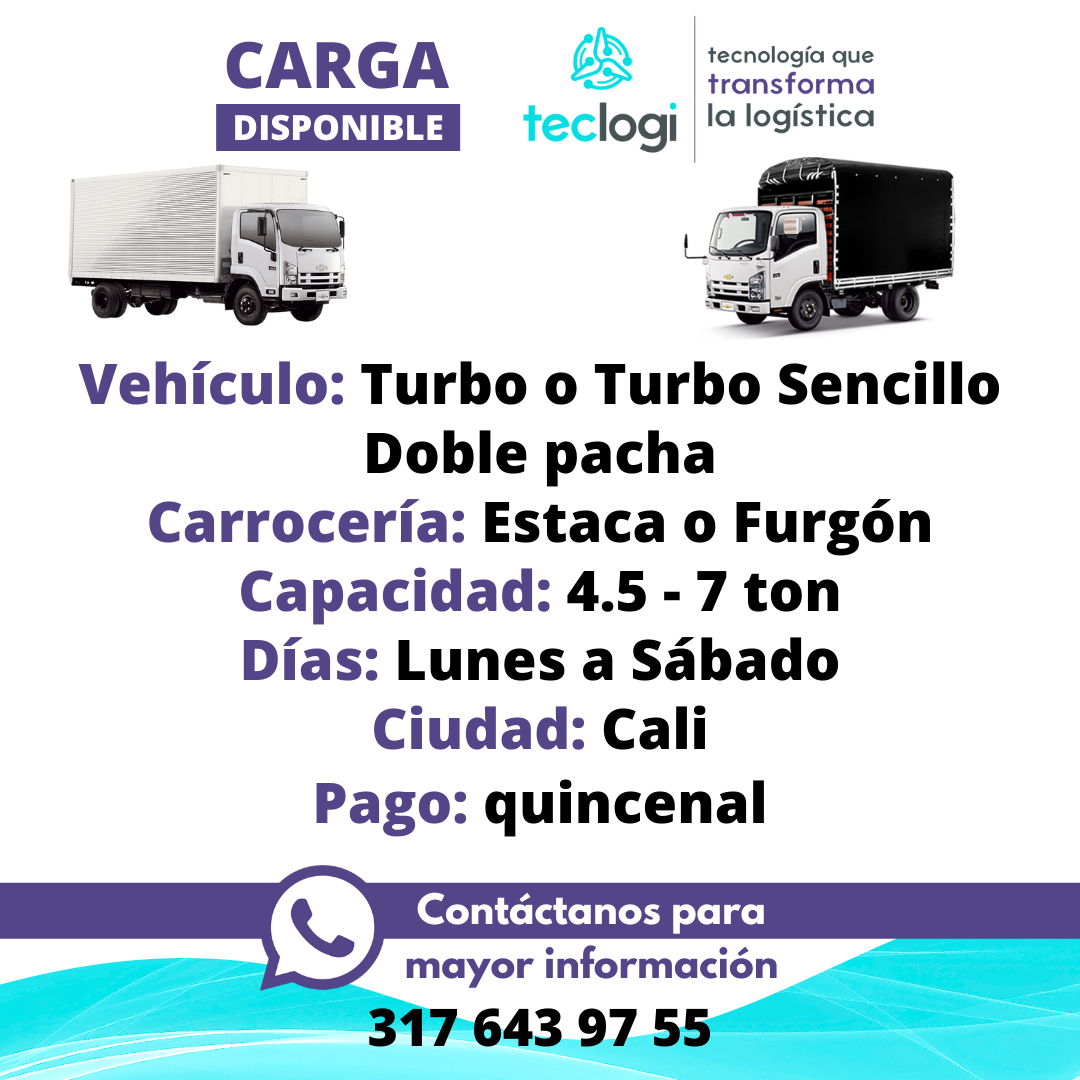 CARGA
DISPONIBLE
teclogi
tecnología que
transforma
la logística
Vehículo: Turbo o Turbo Sencillo
Doble pacha
Carrocería: Estaca o Furgón
Capacidad: 4.5 - 7 ton
Días: Lunes a Sábado
Ciudad: Cali
Pago: quincenal
Contáctanos para
mayor información
317 643 97 55